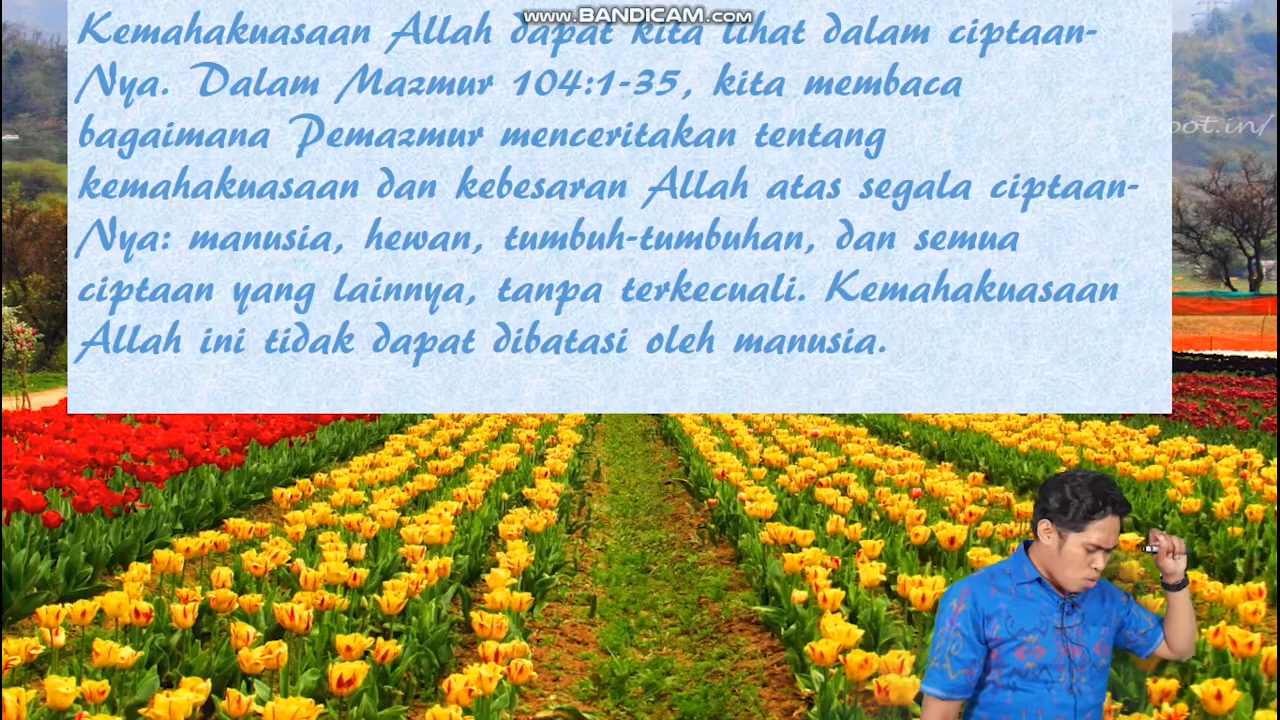 www.BANDICAM.com
Kemahakuasaan Allah dapat kita lihat dalam ciptaan-
Nya. Dalam Mazmur 104:1-35, kita membaca
bagaimana Pemazmur menceritakan tentang
kemahakuasaan dan kebesaran Allah atas segala ciptaan-
Nya: manusia, hewan, tumbuh-tumbuhan, dan semua
ciptaan yang lainnya, tanpa terkecuali. Kemahakuasaan
Allah ini tidak dapat dibatasi oleh manusia.